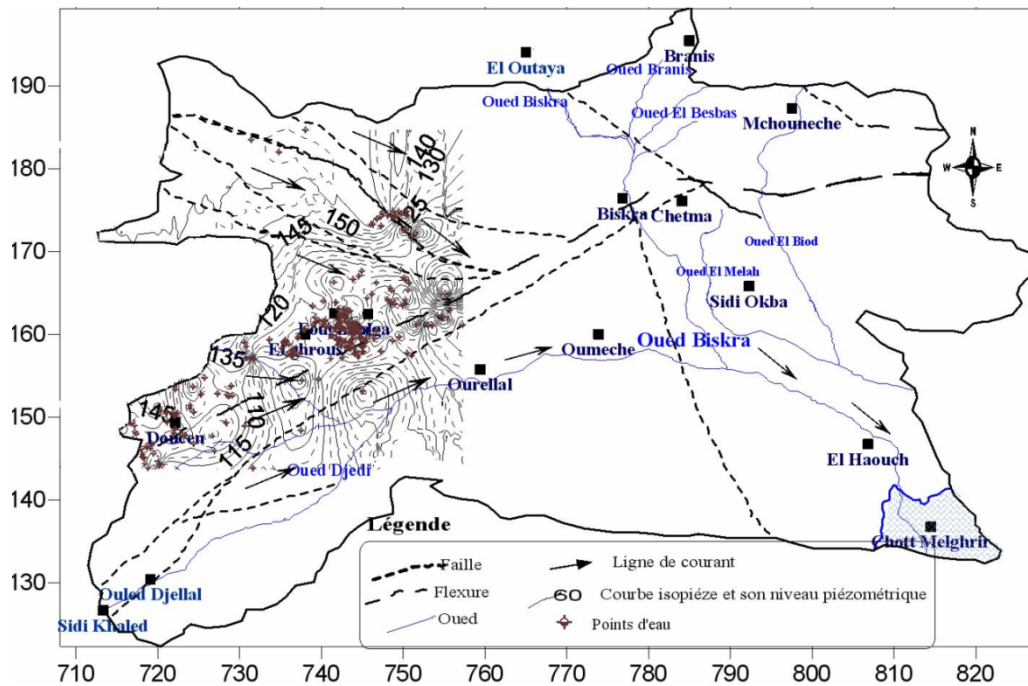 El Outaya
Branis
190
Oued Branis
Oued Biskra
Oued El Besbas
Mchouneche
N
W E
S
180
140
130
125
Biskra
Chetma
150
145
170
Oued El Biod
Oued El Melah
Sidi Okba
120
160
Oumeche
Oued Biskra
135
Ourellal
150
145
110
Doucen
115
El Haouch
Oued Djedi
140
Légende
Chott Melghrir
130
Ouled Djellal
Sidi Khaled
Faille
Flexure
Oued
Ligne de courant
60 Courbe isopiéze et son niveau piézométrique
Points d'eau
710 720 730 740 750 760 770 780 790 800 810 820